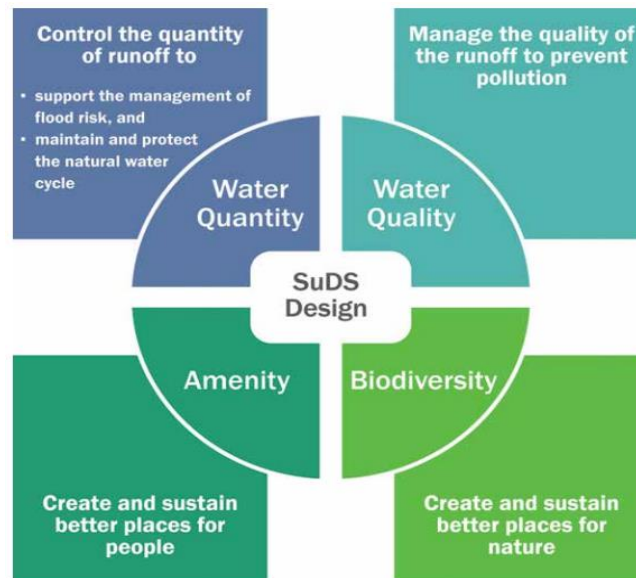 Control the quantity
of runoff to
• support the management of
flood risk, and
• maintain and protect
the natural water
cycle
Manage the quality of
the runoff to prevent
pollution
Water
Quantity
Water
Quality
SuDS
Design
Amenity
Biodiversity
Create and sustain
better places for
people
Create and sustain
better places for
nature